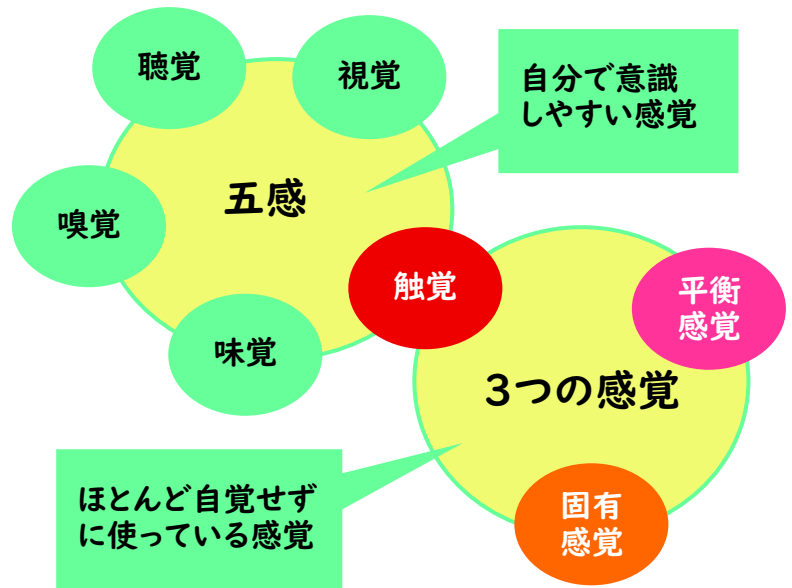 聴覚
視覚
自分で意識
しやすい感覚
五感
嗅覚
触覚
味覚
平衡
感覚
3つの感覚
ほとんど自覚せず
に使っている感覚
固有
感覚